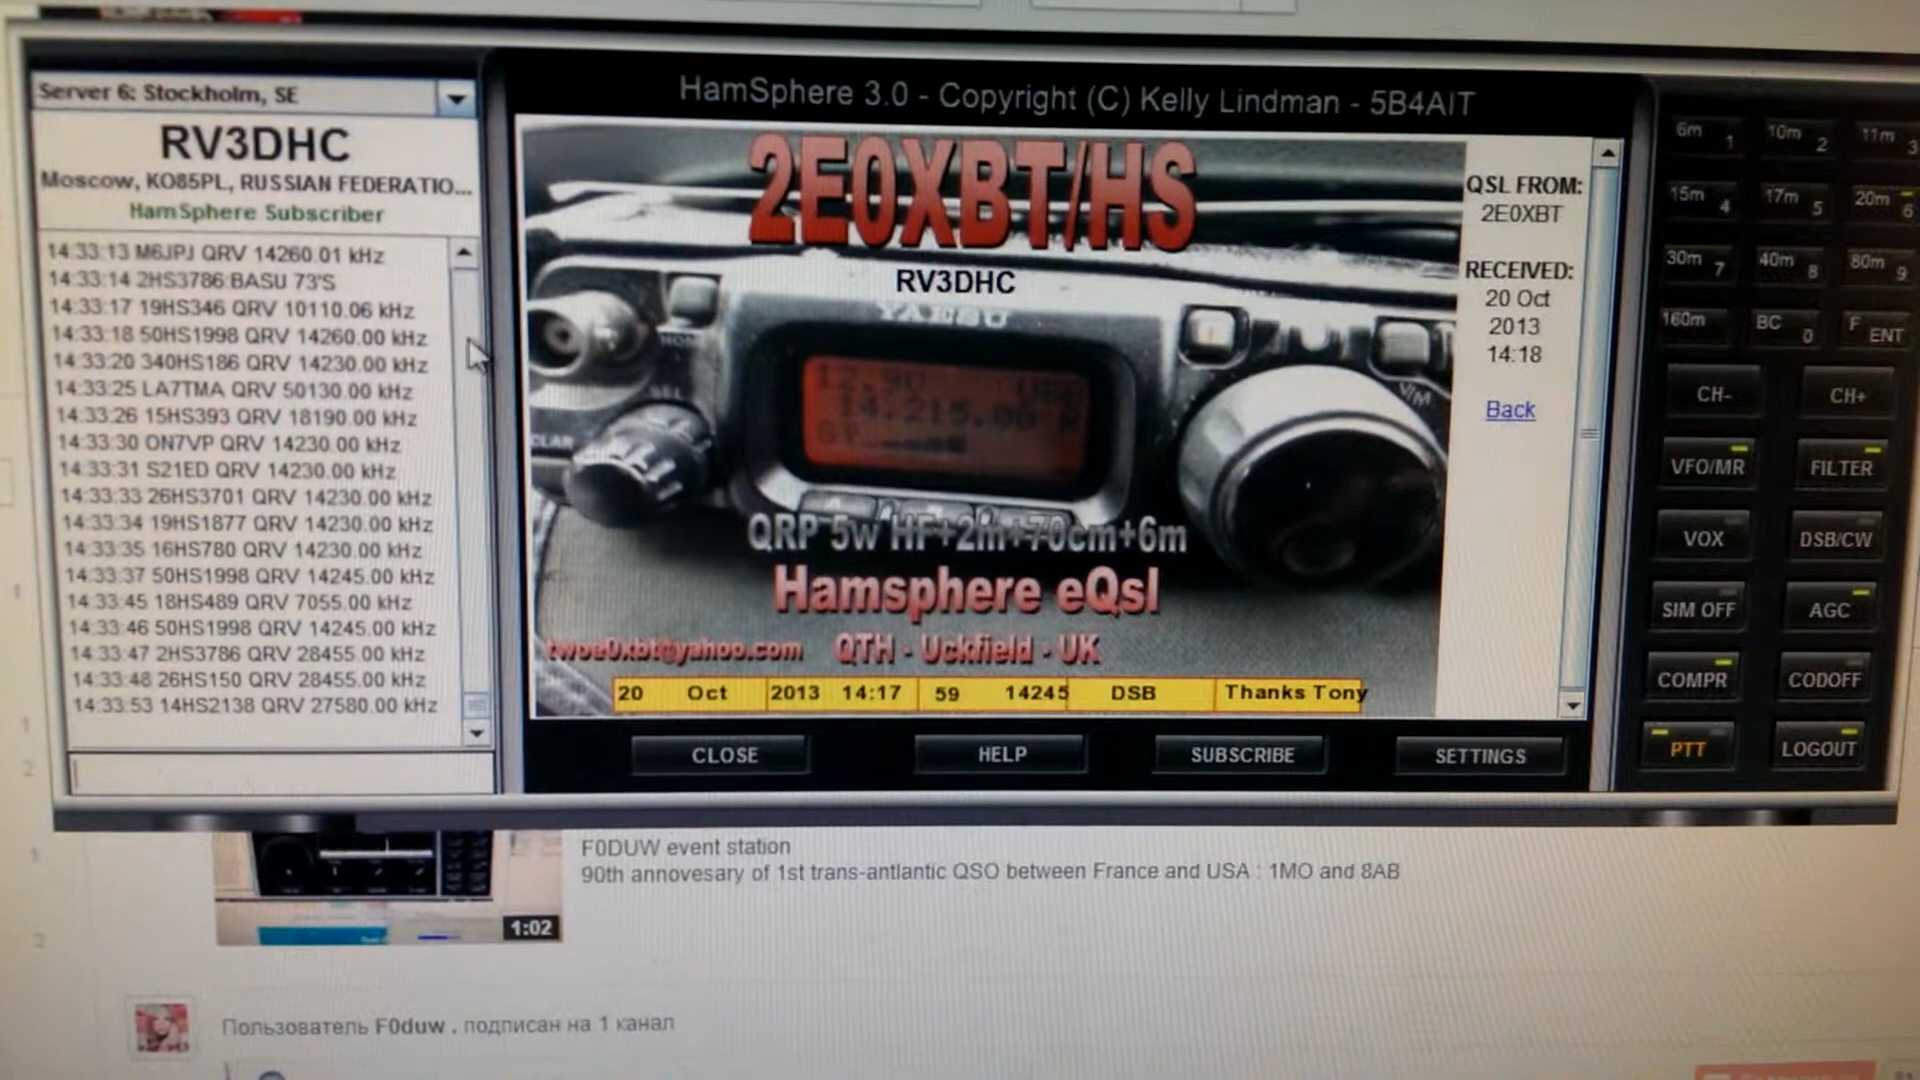 Server 6: Stockholm, SE
RV3DHC
Moscow, KO85PL, RUSSIAN FEDERATIO...
HamSphere Subscriber
14:33:13 M6JPJ QRV 14260.01 kHz
14:33:14 2HS3786:BASU 73'S
14:33:17 19HS346 QRV 10110.06 kHz
14:33:18 50HS1998 QRV 14260.00 kHz
14:33:20 340HS186 QRV 14230.00 kHz
14:33:25 LA7TMA QRV 50130.00 kHz
14:33:26 15HS393 QRV 18190.00 kHz
14:33:30 ON7VP QRV 14230.00 kHz
14:33:31 S21ED QRV 14230.00 kHz
14:33:33 26HS3701 QRV 14230.00 kHz
14:33:34 19HS1877 QRV 14230.00 kHz
14:33:35 16HS780 QRV 14230.00 kHz
14:33:37 50HS1998 QRV 14245.00 kHz
14:33:45 18HS489 QRV 7055.00 kHz
14:33:46 50HS1998 QRV 14245.00 kHz
14:33:47 2HS3786 QRV 28455.00 kHz
14:33:48 26HS150 QRV 28455.00 kHz
14:33:53 14HS2138 QRV 27580.00 kHz
HamSphere 3.0 - Copyright (C) Kelly Lindman - 5B4AIT
2E0XBT/HS
RV3DHC
YAESU
HOME
SEL
CLAR
V/M
14.215.00
QRP 5w HF+2m+70cm+6m
Hamsphere eQsl
twoe0xbt@yahoo.com QTH - Uckfield - UK
20 Oct 2013 14:17 59 14245 DSB Thanks Tony
QSL FROM:
2E0XBT
RECEIVED:
20 Oct
2013
14:18
Back
CLOSE HELP SUBSCRIBE SETTINGS
6m 1 10m 2 11m 3
15m 4 17m 5 20m 6
30m 7 40m 8 80m 9
160m BC 0 F ENT
CH- CH+
VFO/MR FILTER
VOX DSB/CW
SIM OFF AGC
COMPR CODOFF
PTT LOGOUT
1:02
F0DUW event station
90th annovesary of 1st trans-antlantic QSO between France and USA : 1MO and 8AB
Пользователь F0duw . подписан на 1 канал